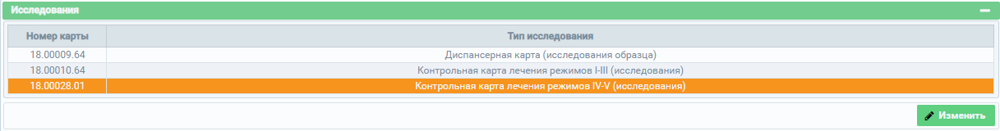 Исследования
Номер карты Тип исследования
18.00009.64 Диспансерная карта (исследования образца)
18.00010.64 Контрольная карта лечения режимов I-III (исследования)
18.00028.01 Контрольная карта лечения режимов IV-V (исследования)
Изменить